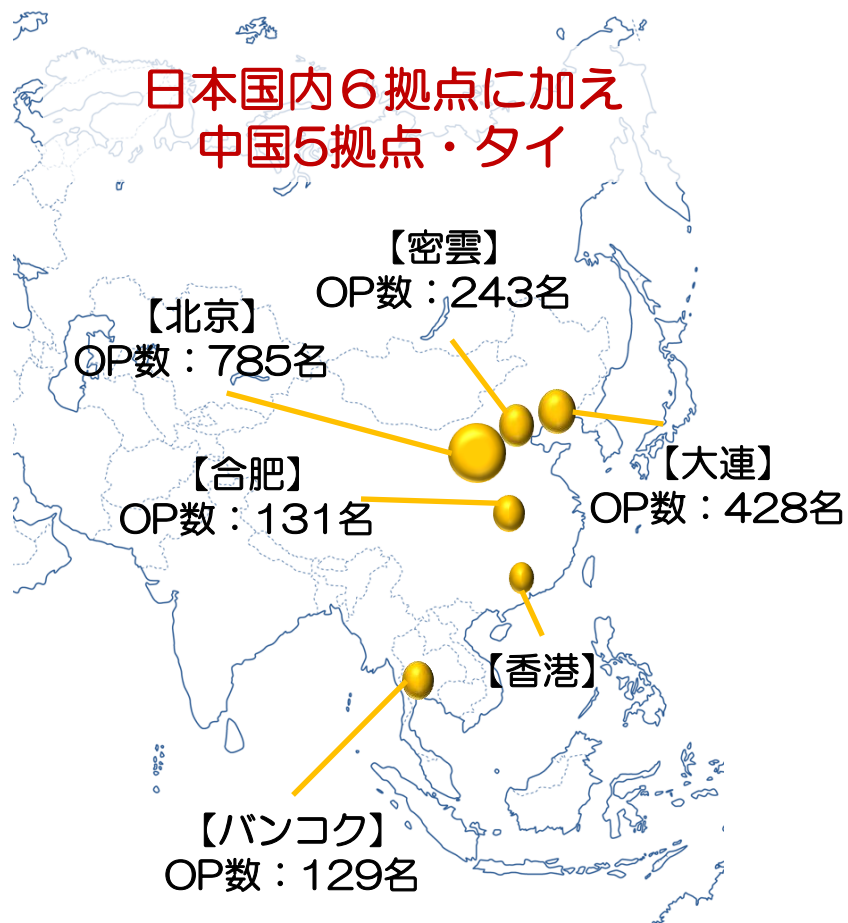 日本国内６拠点に加え
中国5拠点・タイ
【密雲】
OP数：243名
【北京】
OP数：785名
【合肥】
OP数：131名
【大連】
OP数：428名
【香港】
【バンコク】
OP数：129名